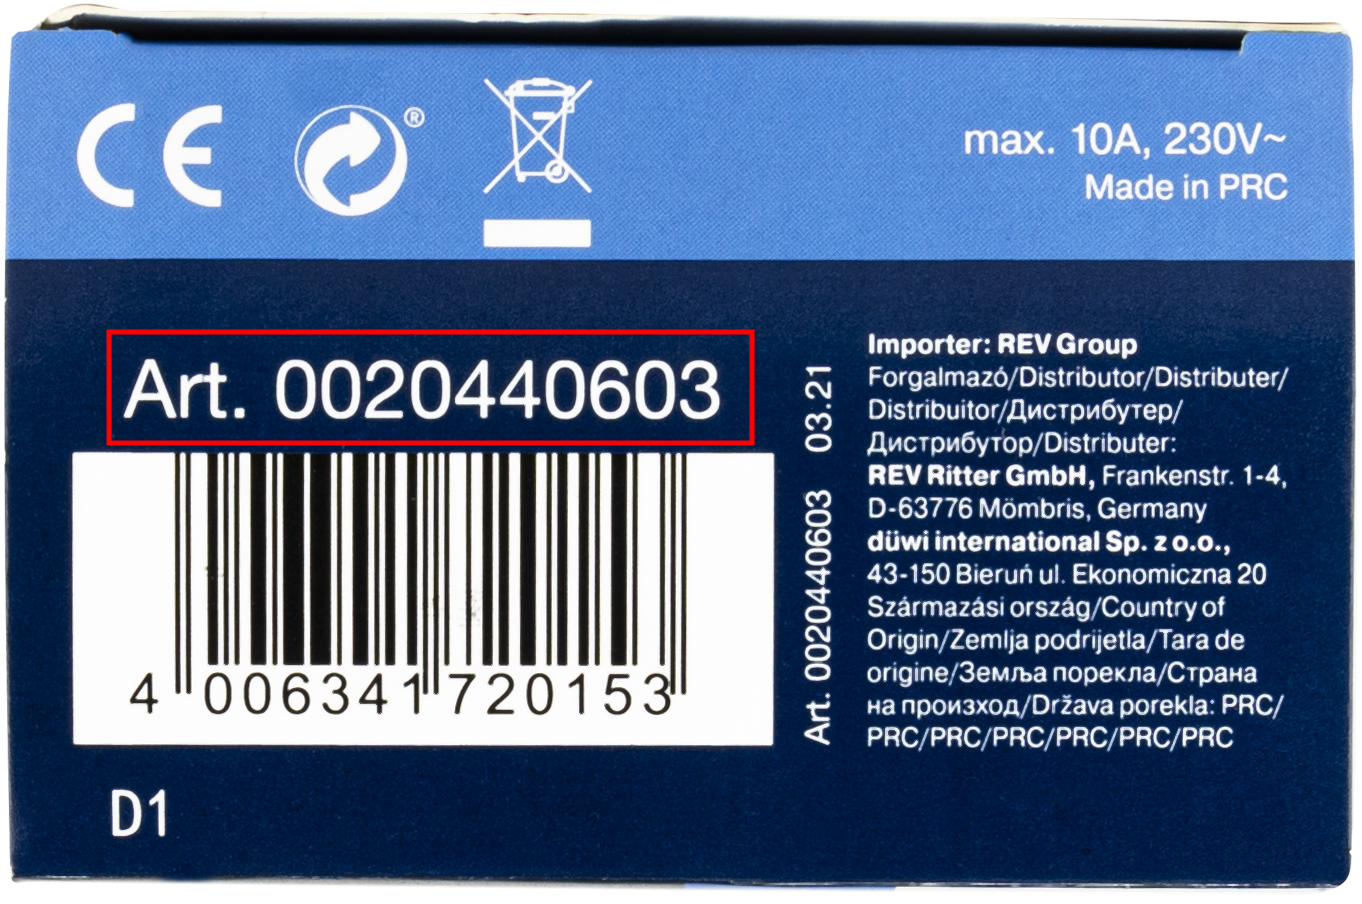 CE
®
max. 10A, 230V~
Made in PRC
Art. 0020440603
4 006341 720153
D1
Art. 0020440603 03.21
Importer: REV Group
Forgalmazó/Distributor/Distributer/
Distribuitor/Дистрибутер/
Дистрибутор/Distributer:
REV Ritter GmbH, Frankenstr. 1-4,
D-63776 Mömbris, Germany
düwi international Sp. z o.o.,
43-150 Bieruń ul. Ekonomiczna 20
Származási ország/Country of
Origin/Zemlja podrijetla/Tara de
origine/Земља порекла/Страна
на произход/Država porekla: PRC/
PRC/PRC/PRC/PRC/PRC/PRC